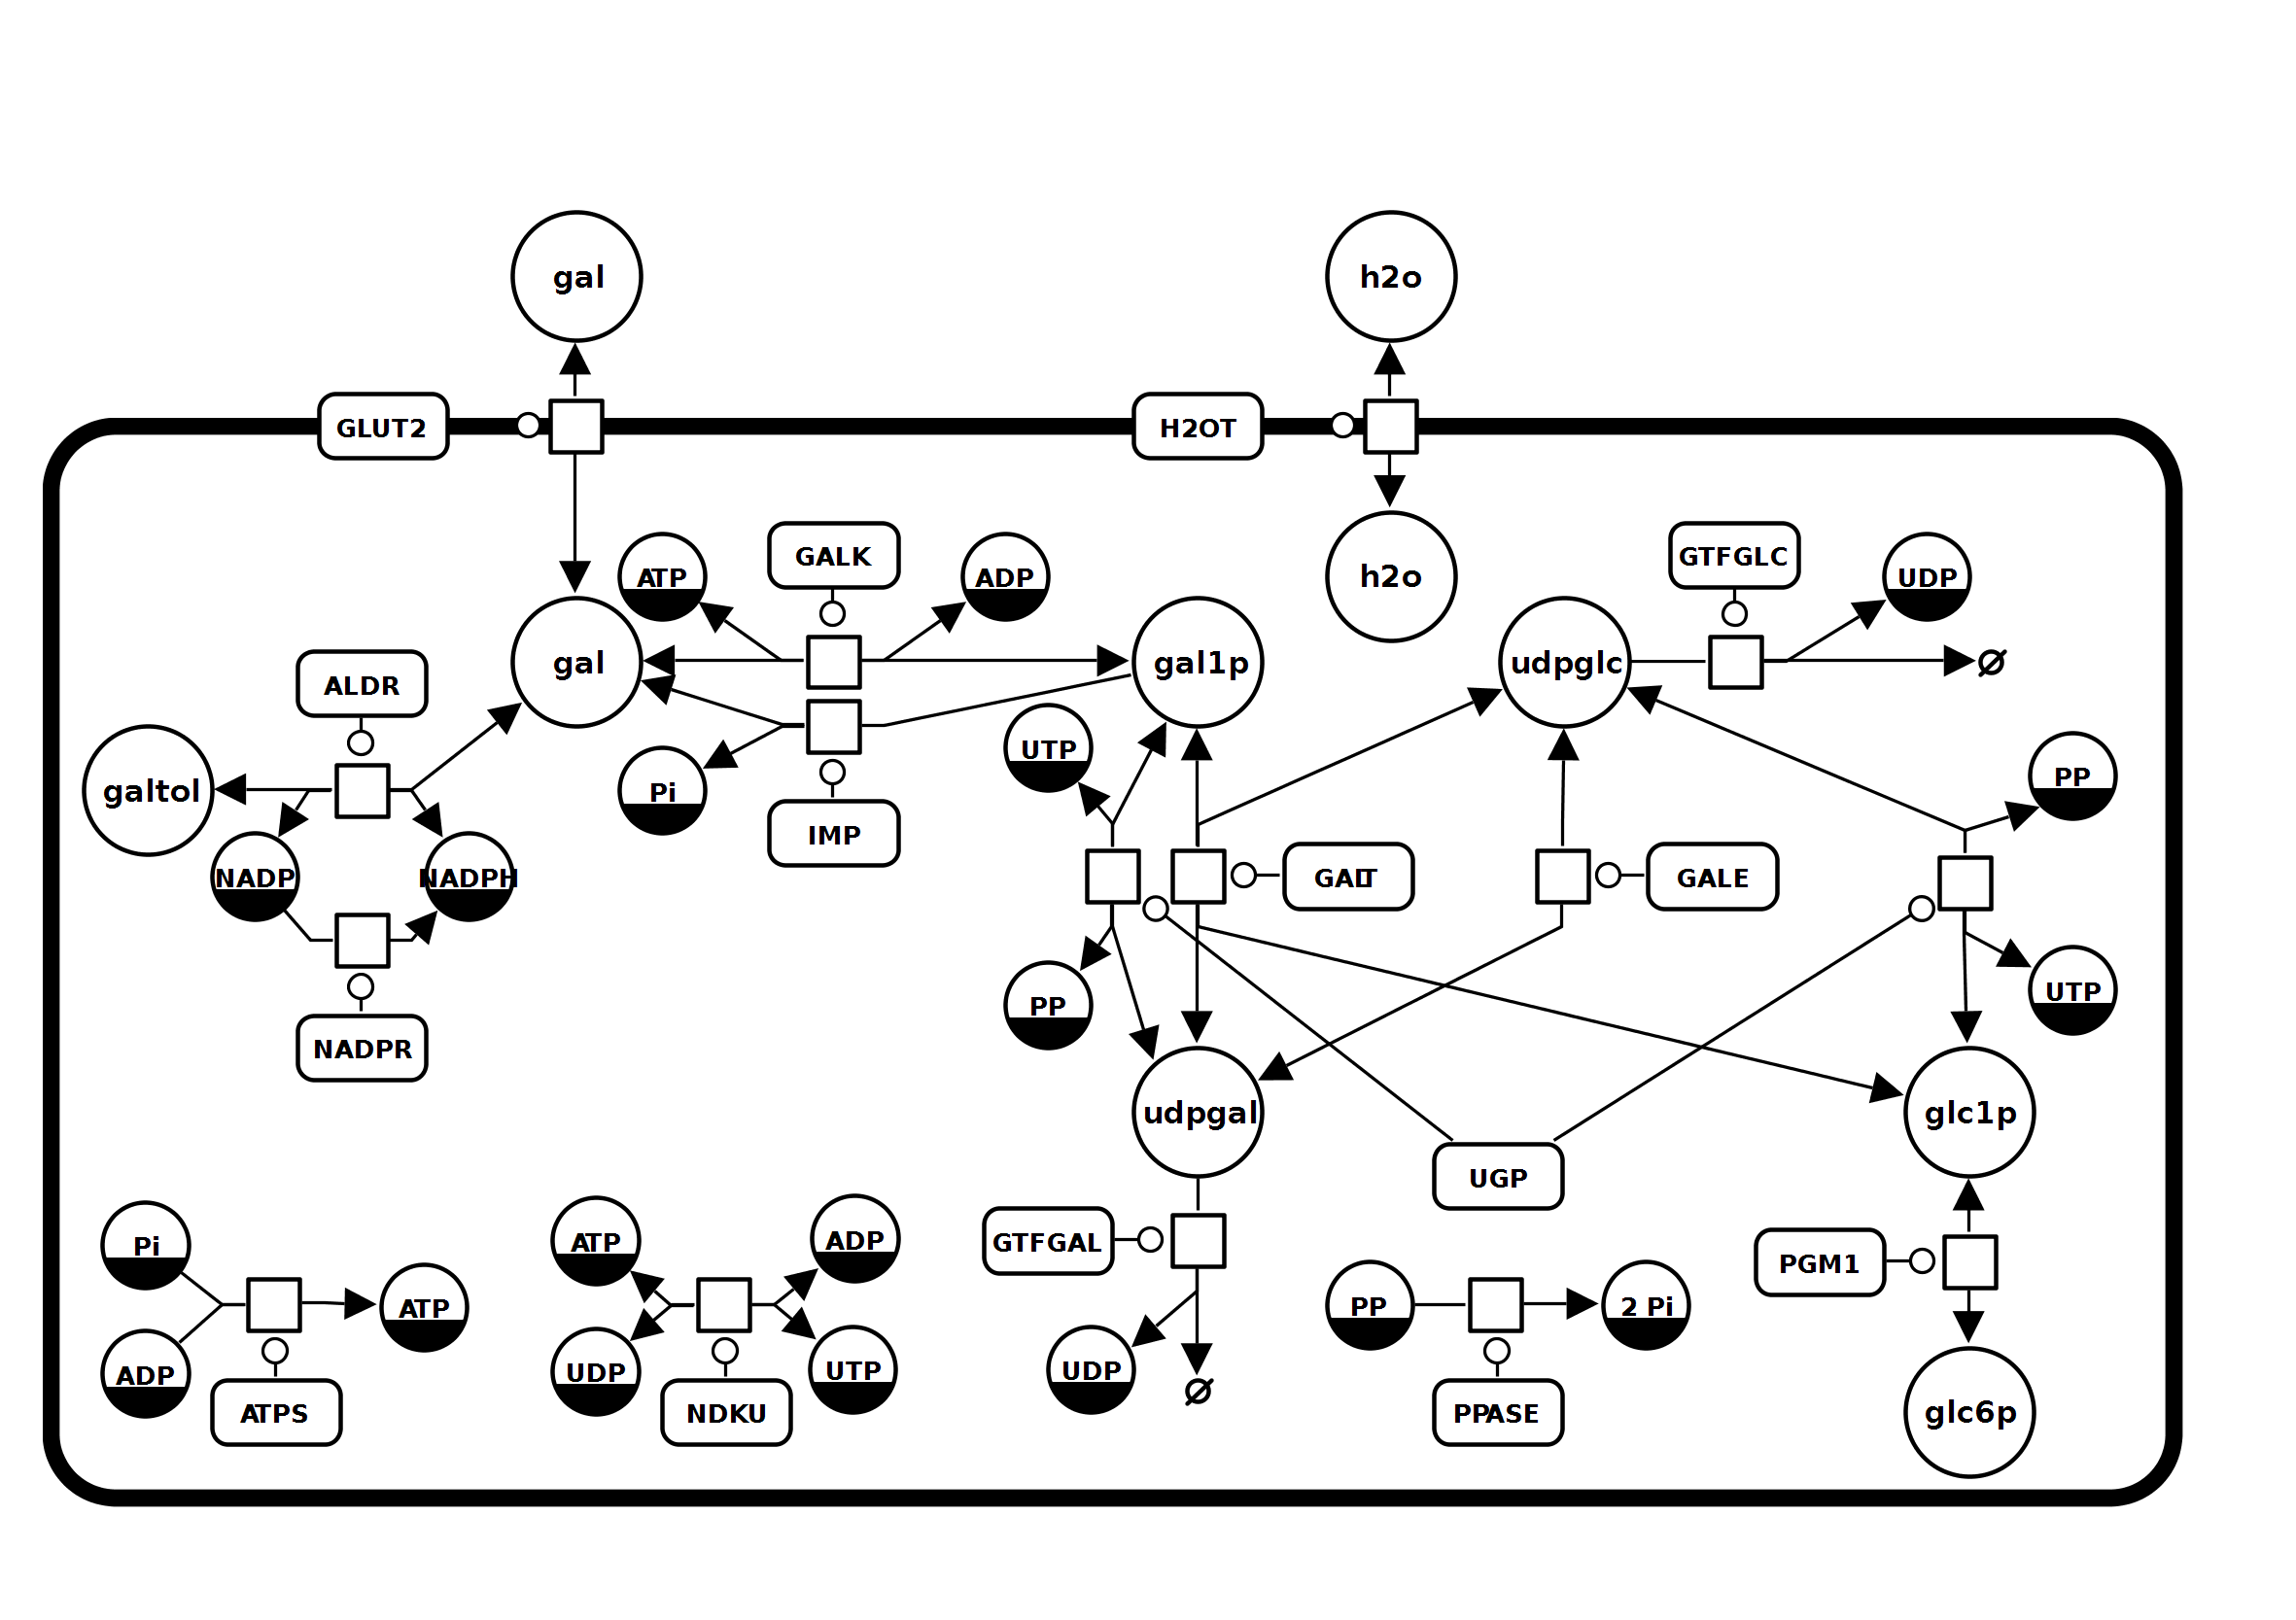 gal
h2o
GLUT2
H2OT
GALK
GTFGLC
ATP
ADP
h2o
UDP
gal
gal1p
udpglc
∅
ALDR
UTP
PP
galtol
Pi
IMP
NADP
NADPH
GALT
GALE
PP
UTP
NADPR
udpgal
glc1p
UGP
Pi
ATP
ADP
GTFGAL
PGM1
ATP
PP
2 Pi
ADP
UDP
UTP
UDP
∅
ATPS
NDKU
PPASE
glc6p